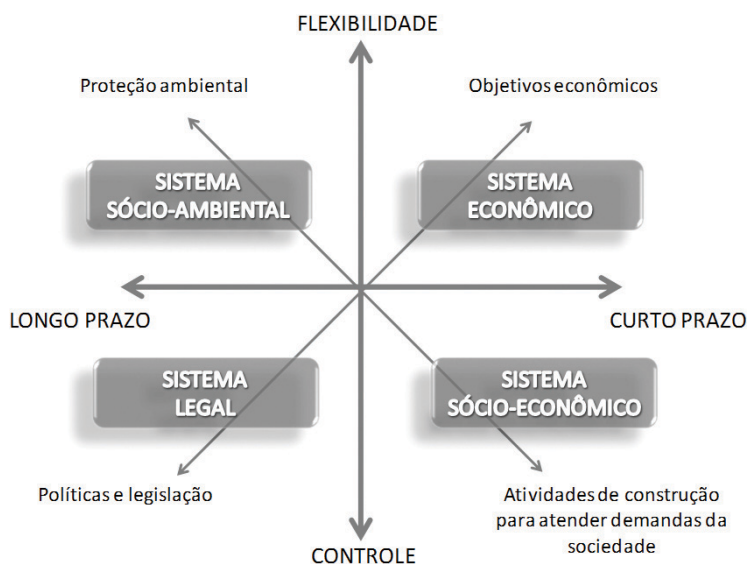 FLEXIBILIDADE
Proteção ambiental
Objetivos econômicos
SISTEMA
SÓCIO-AMBIENTAL
SISTEMA
ECONÔMICO
LONGO PRAZO
CURTO PRAZO
SISTEMA
LEGAL
SISTEMA
SÓCIO-ECONÔMICO
Políticas e legislação
Atividades de construção
para atender demandas da
sociedade
CONTROLE